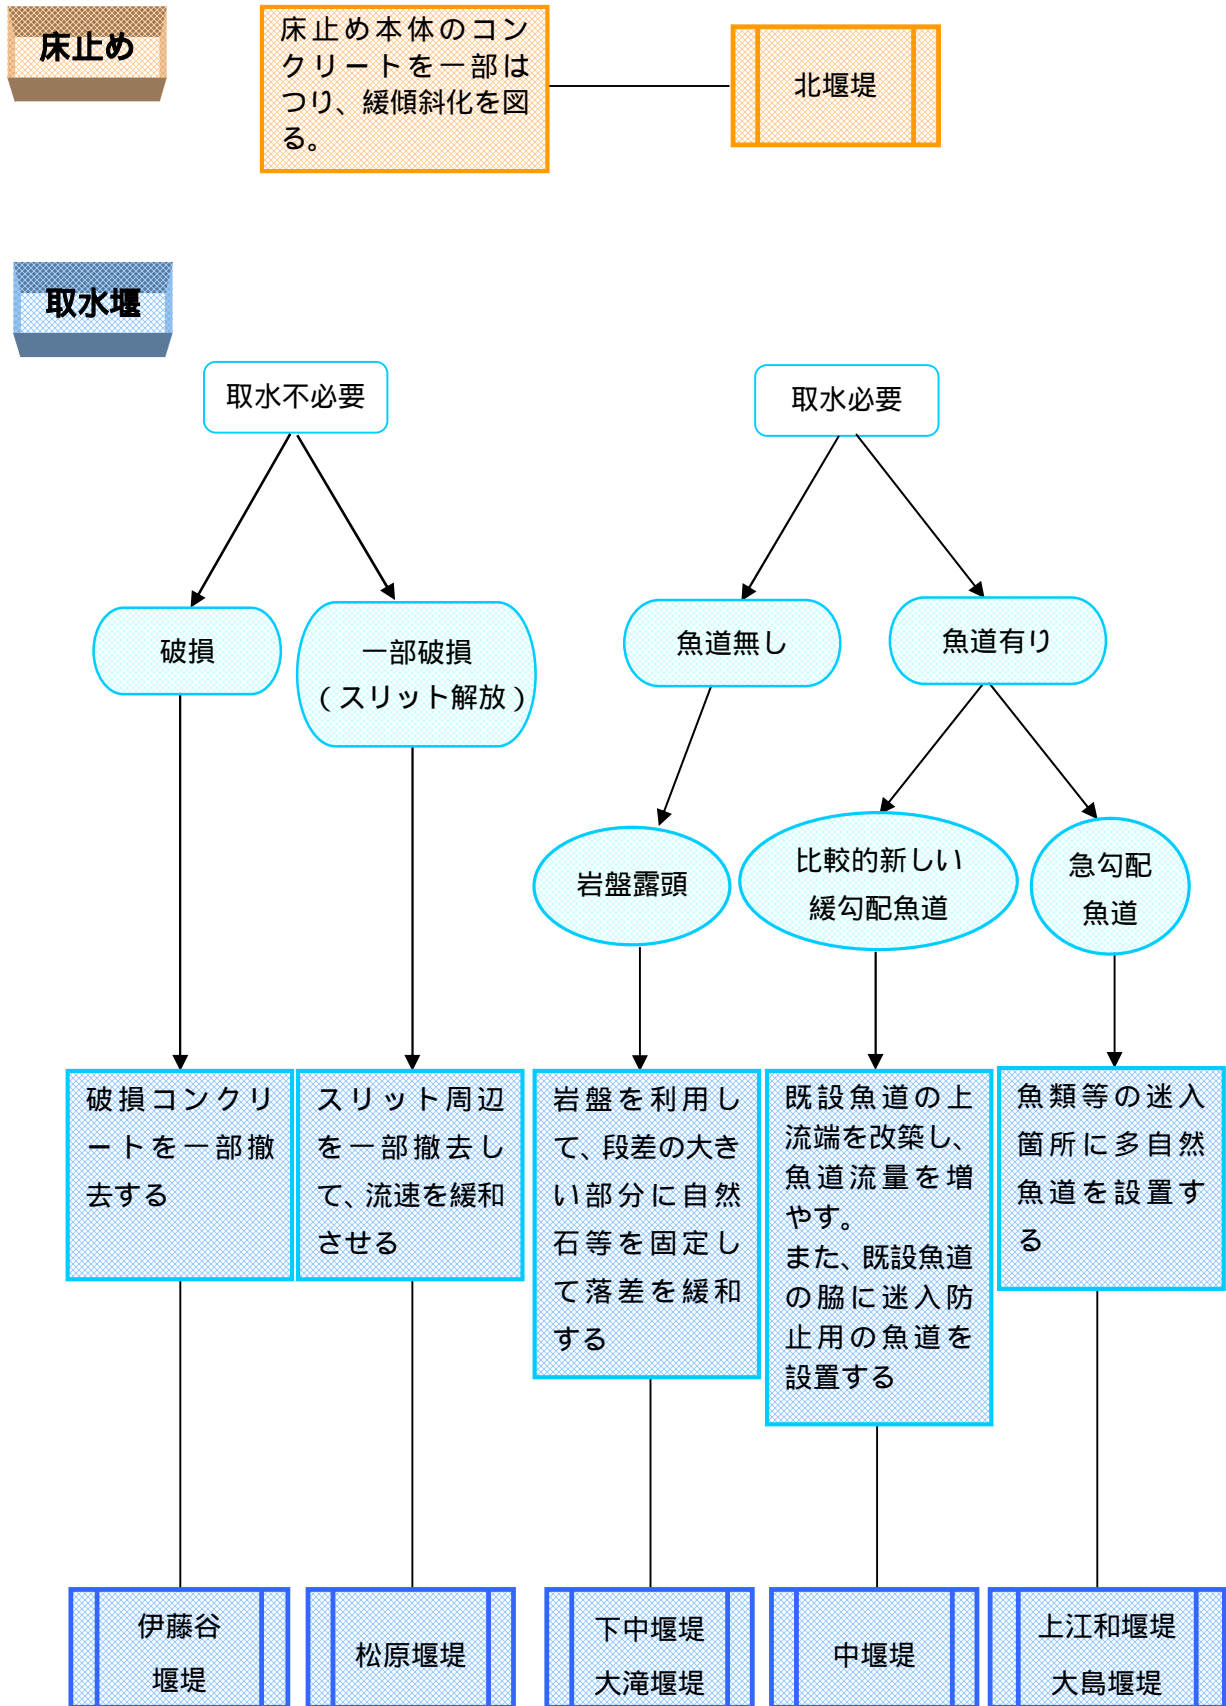 床止め
床止め本体のコン
クリートを一部は
つり、緩傾斜化を図
る。
北堰堤
取水堰
取水不必要
取水必要
破損
一部破損
（スリット解放）
魚道無し
魚道有り
岩盤露頭
比較的新しい
緩勾配魚道
急勾配
魚道
破損コンクリ
ートを一部撤
去する
スリット周辺
を一部撤去し
て、流速を緩和
させる
岩盤を利用し
て、段差の大き
い部分に自然
石等を固定し
て落差を緩和
する
既設魚道の上
流端を改築し、
魚道流量を増
やす。
また、既設魚道
の脇に迷入防
止用の魚道を
設置する
魚類等の迷入
箇所に多自然
魚道を設置す
る
伊藤谷
堰堤
松原堰堤
下中堰堤
大滝堰堤
中堰堤
上江和堰堤
大島堰堤